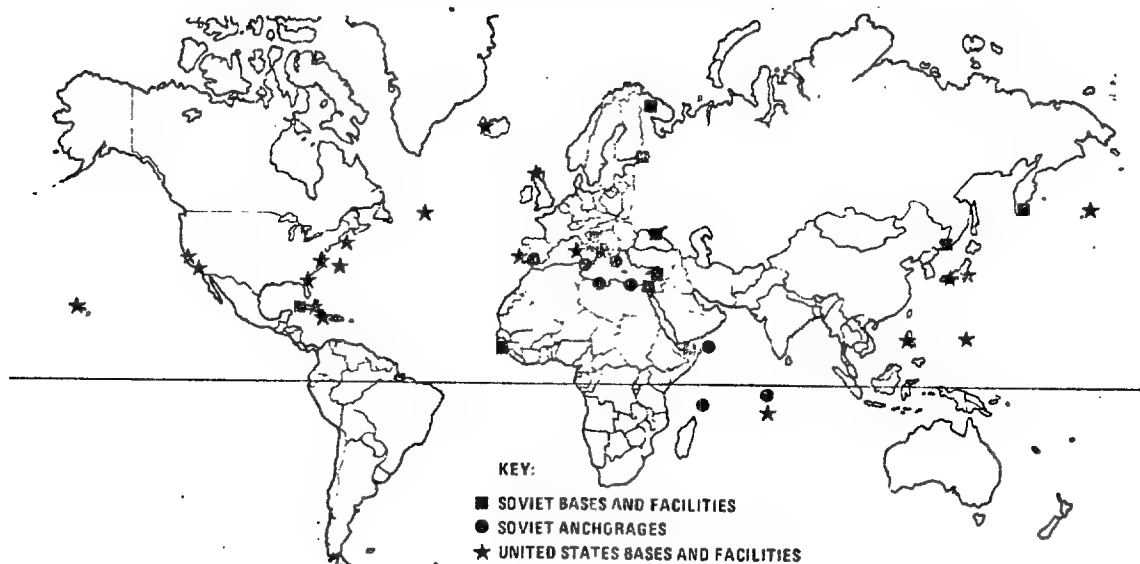 KEY:
SOVIET BASES AND FACILITIES
SOVIET ANCHORAGES
UNITED STATES BASES AND FACILITIES